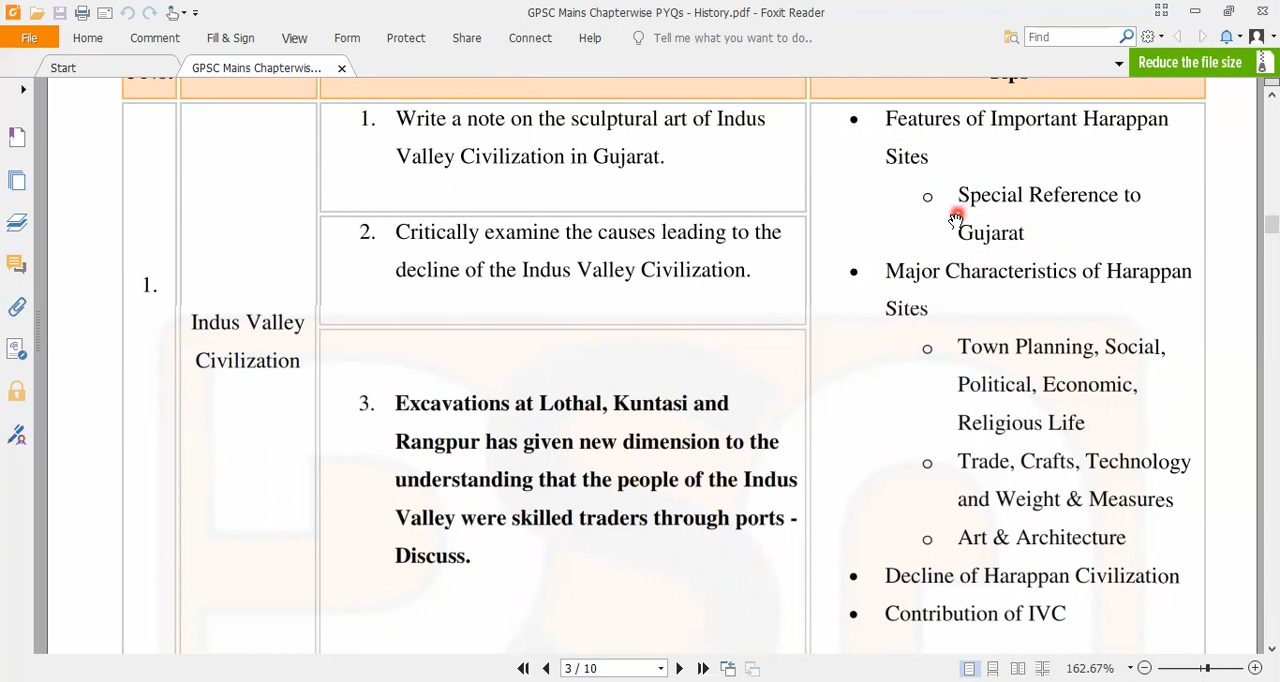 GPSC Mains Chapterwise PYQs - History.pdf - Foxit Reader
File Home Comment Fill & Sign View Form Protect Share Connect Help Tell me what you want to do.. Find
Start GPSC Mains Chapterwis... Reduce the file size
Tips
1. Write a note on the sculptural art of Indus
Valley Civilization in Gujarat.
2. Critically examine the causes leading to the
decline of the Indus Valley Civilization.
1.
Indus Valley
Civilization
3. Excavations at Lothal, Kuntasi and
Rangpur has given new dimension to the
understanding that the people of the Indus
Valley were skilled traders through ports -
Discuss.
• Features of Important Harappan
Sites
o Special Reference to
Gujarat
• Major Characteristics of Harappan
Sites
o Town Planning, Social,
Political, Economic,
Religious Life
o Trade, Crafts, Technology
and Weight & Measures
o Art & Architecture
• Decline of Harappan Civilization
• Contribution of IVC
3 / 10
162.67%